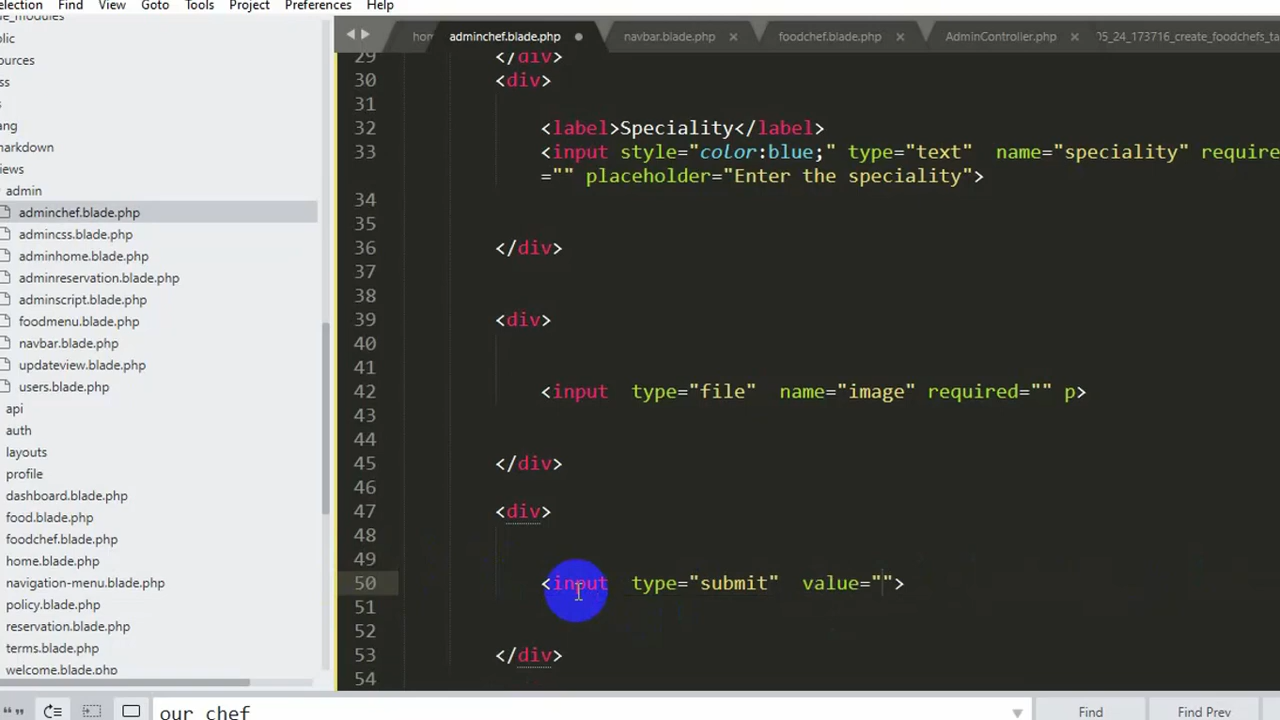 election Find View Goto Tools Project Preferences Help
e_modules
blic
ources
ss
s
ang
narkdown
iews
admin
adminchef.blade.php
admincss.blade.php
adminhome.blade.php
adminreservation.blade.php
adminscript.blade.php
foodmenu.blade.php
navbar.blade.php
updateview.blade.php
users.blade.php
api
auth
layouts
profile
dashboard.blade.php
food.blade.php
foodchef.blade.php
home.blade.php
navigation-menu.blade.php
policy.blade.php
reservation.blade.php
terms.blade.php
welcome.blade.php
hon adminchef.blade.php navbar.blade.php foodchef.blade.php AdminController.php 05_24_173716_create_foodchefs_ta
29 </div>
30 <div>
31
32 <label>Speciality</label>
33 <input style="color:blue;" type="text" name="speciality" require
="" placeholder="Enter the speciality">
34
35
36 </div>
37
38
39 <div>
40
41
42 <input type="file" name="image" required="" p>
43
44
45 </div>
46
47 <div>
48
49
50 <input type="submit" value="">
51
52
53 </div>
54
our chef Find Find Prev